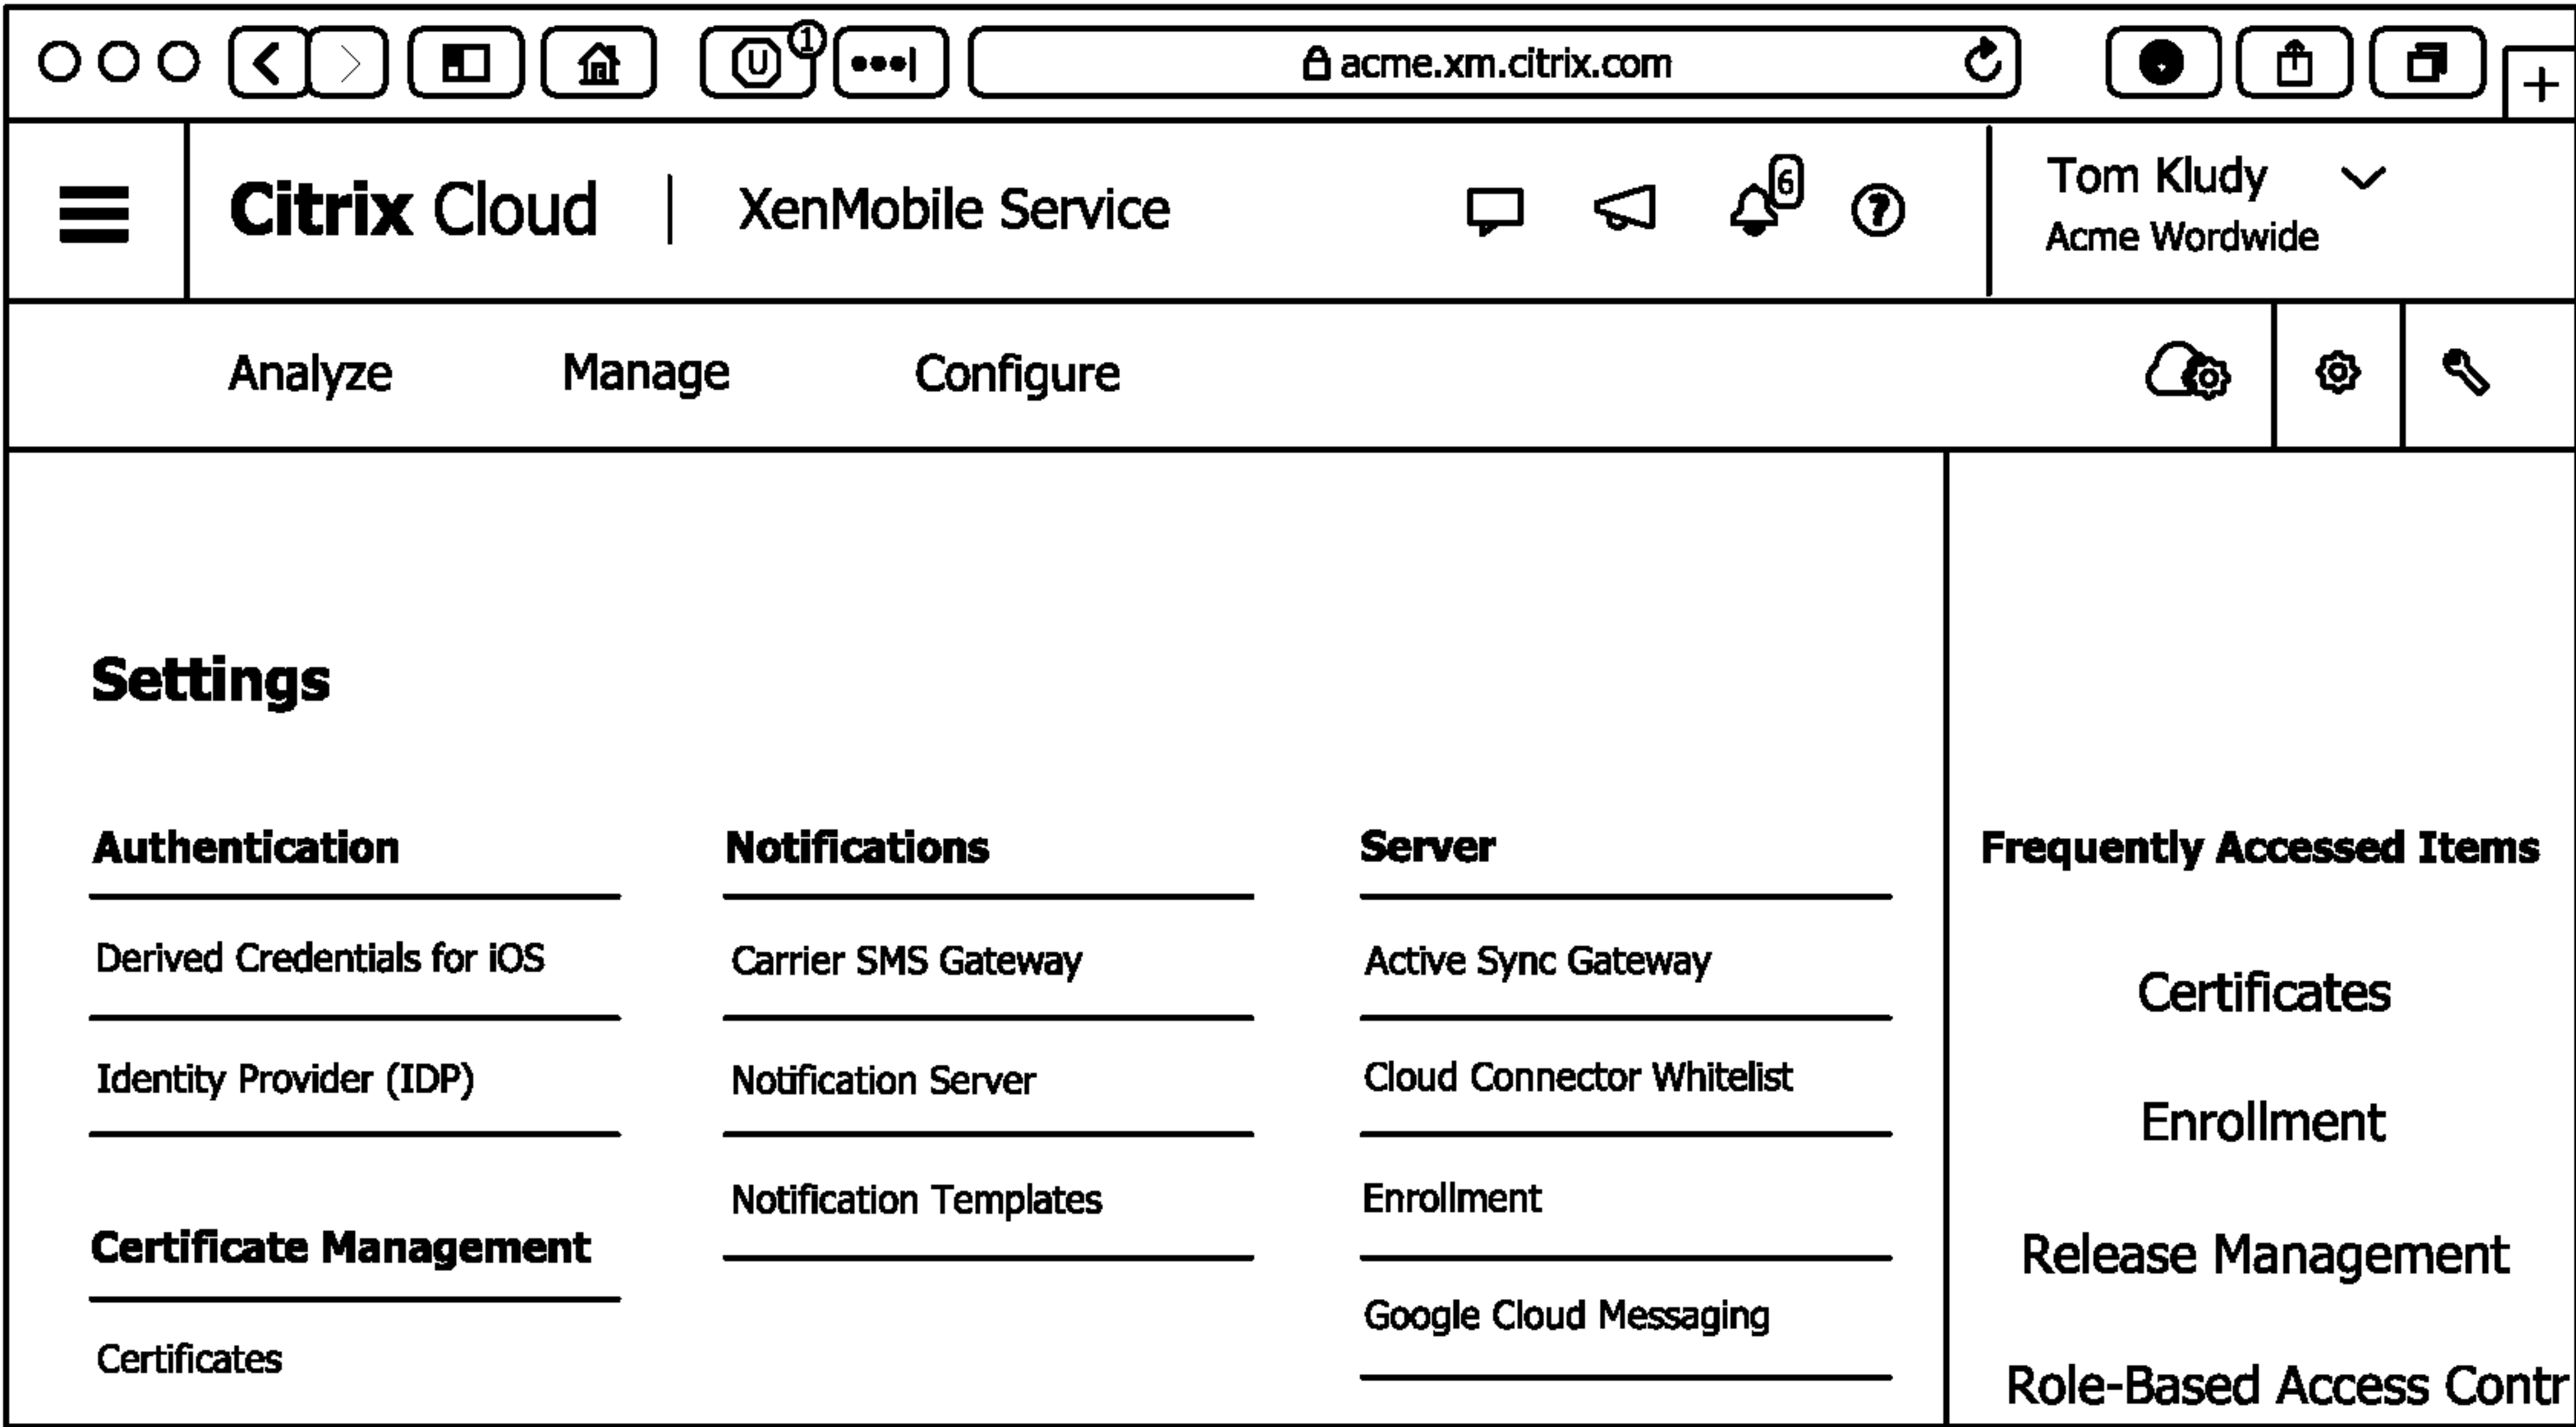 U 1 acme.xm.citrix.com +
Citrix Cloud | XenMobile Service 6 ? Tom Kludy
Acme Wordwide
Analyze Manage Configure
Settings
Authentication
Derived Credentials for iOS
Identity Provider (IDP)
Certificate Management
Certificates
Notifications
Carrier SMS Gateway
Notification Server
Notification Templates
Server
Active Sync Gateway
Cloud Connector Whitelist
Enrollment
Google Cloud Messaging
Frequently Accessed Items
Certificates
Enrollment
Release Management
Role-Based Access Contr